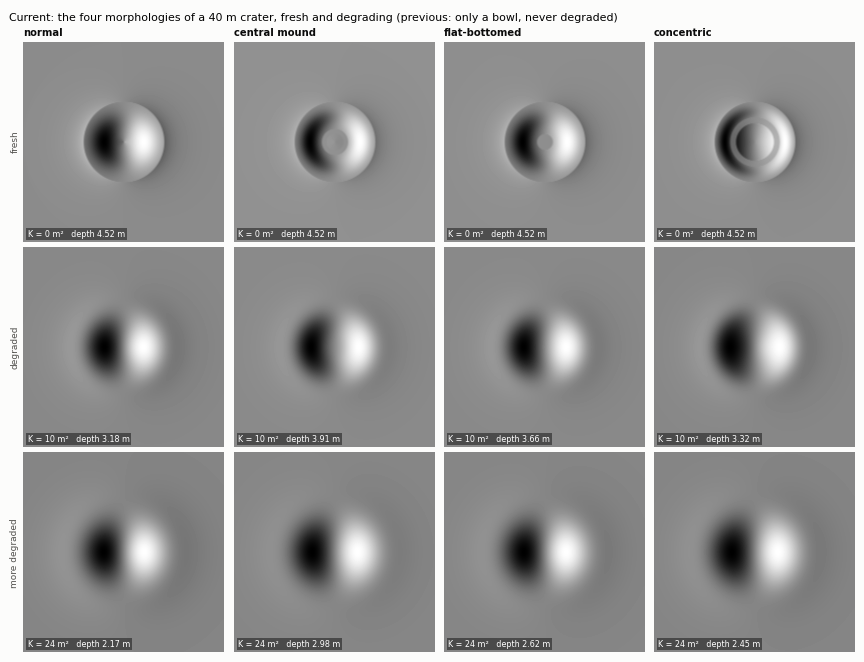 Current: the four morphologies of a 40 m crater, fresh and degrading (previous: only a bowl, never degraded)
normal central mound flat-bottomed concentric
fresh
K = 0 m² depth 4.52 m K = 0 m² depth 4.52 m K = 0 m² depth 4.52 m K = 0 m² depth 4.52 m
degraded
K = 10 m² depth 3.18 m K = 10 m² depth 3.91 m K = 10 m² depth 3.66 m K = 10 m² depth 3.32 m
more degraded
K = 24 m² depth 2.17 m K = 24 m² depth 2.98 m K = 24 m² depth 2.62 m K = 24 m² depth 2.45 m